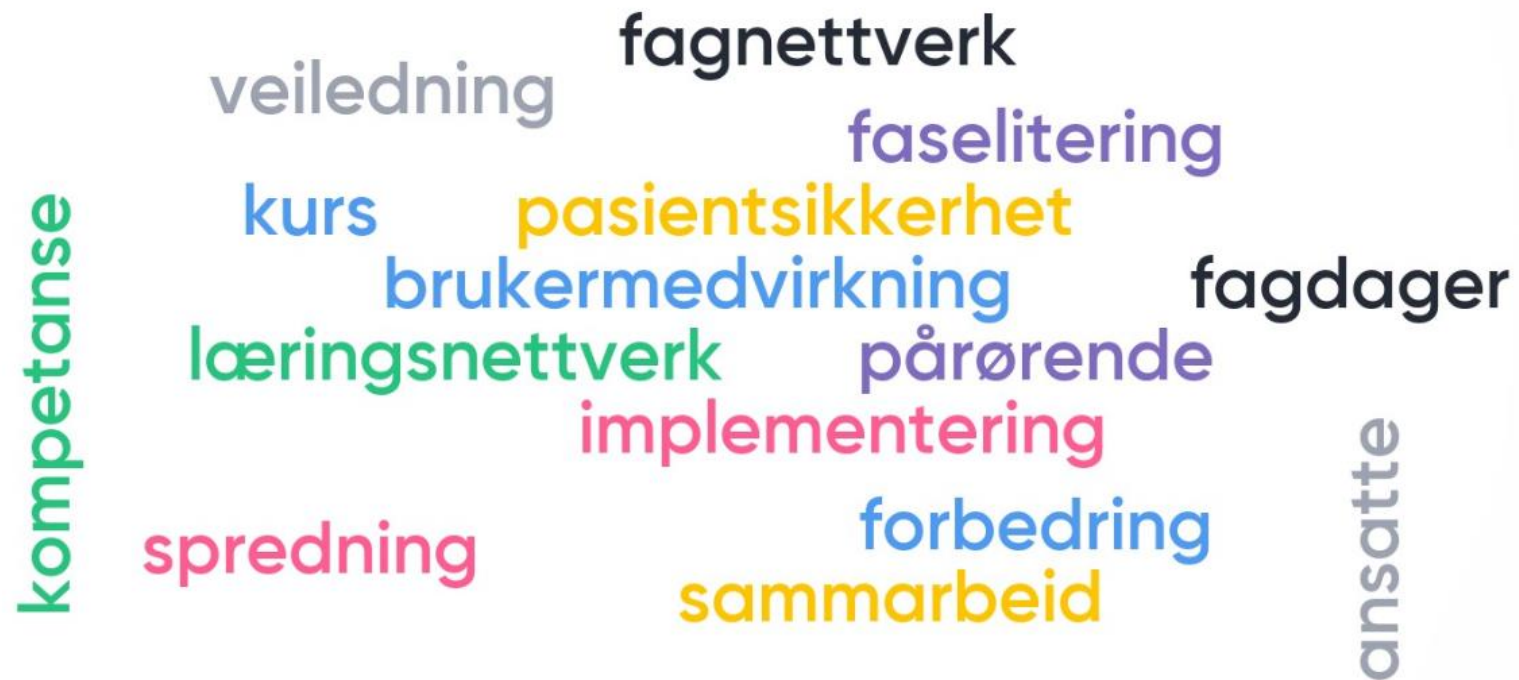 fagnettverk
veiledning
faselitering
kurs pasientsikkerhet
brukermedvirkning fagdager
læringsnettverk pårørende
implementering
kompetanse
forbedring
spredning
sammarbeid
ansatte